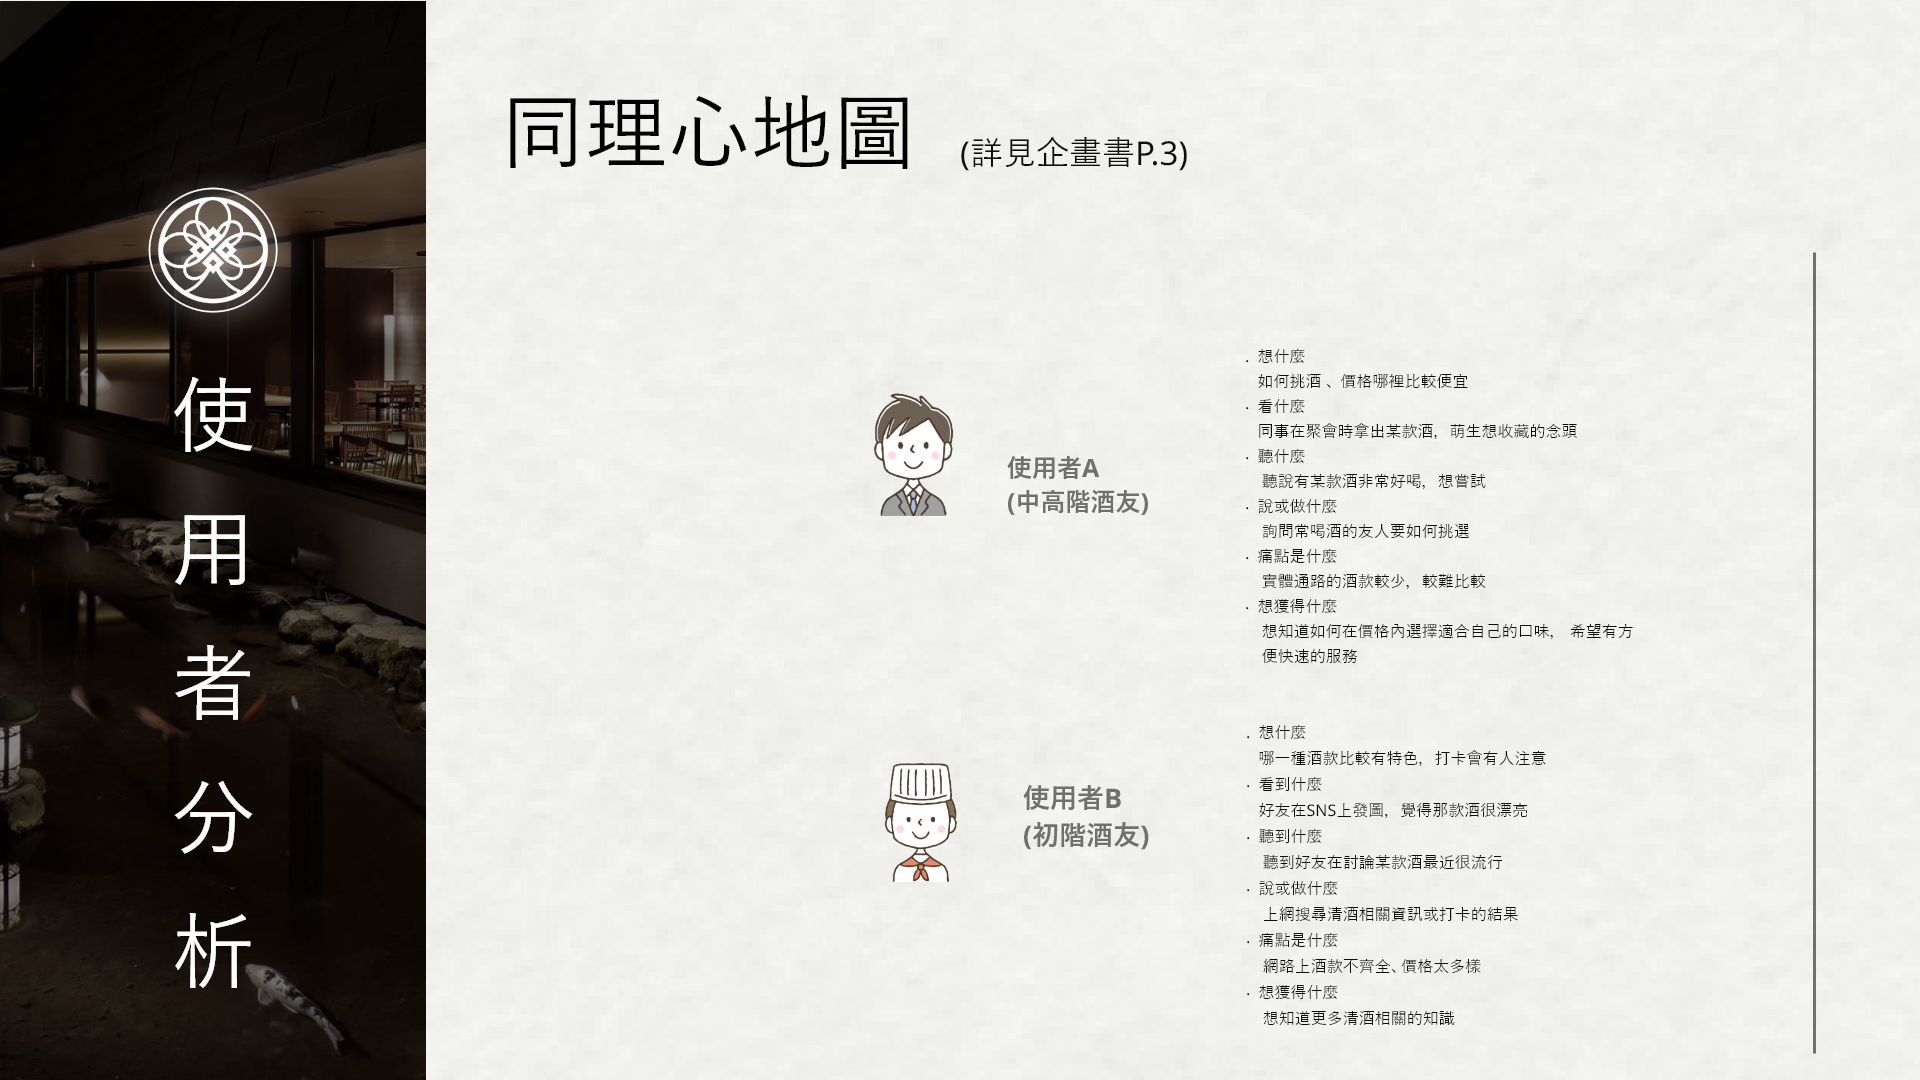 使用者分析
同理心地圖 (詳見企畫書P.3)
使用者A
(中高階酒友)
. 想什麼
如何挑酒、價格哪裡比較便宜
· 看什麼
同事在聚會時拿出某款酒，萌生想收藏的念頭
· 聽什麼
聽說有某款酒非常好喝，想嘗試
· 說或做什麼
詢問常喝酒的友人要如何挑選
· 痛點是什麼
實體通路的酒款較少，較難比較
· 想獲得什麼
想知道如何在價格內選擇適合自己的口味， 希望有方
便快速的服務
使用者B
(初階酒友)
. 想什麼
哪一種酒款比較有特色，打卡會有人注意
· 看到什麼
好友在SNS上發圖，覺得那款酒很漂亮
· 聽到什麼
聽到好友在討論某款酒最近很流行
· 說或做什麼
上網搜尋清酒相關資訊或打卡的結果
· 痛點是什麼
網路上酒款不齊全、價格太多樣
· 想獲得什麼
想知道更多清酒相關的知識